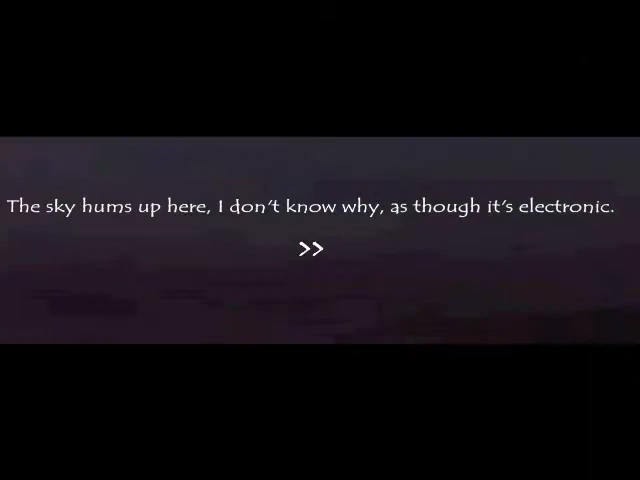 The sky hums up here, I don't know why, as though it's electronic.
>>